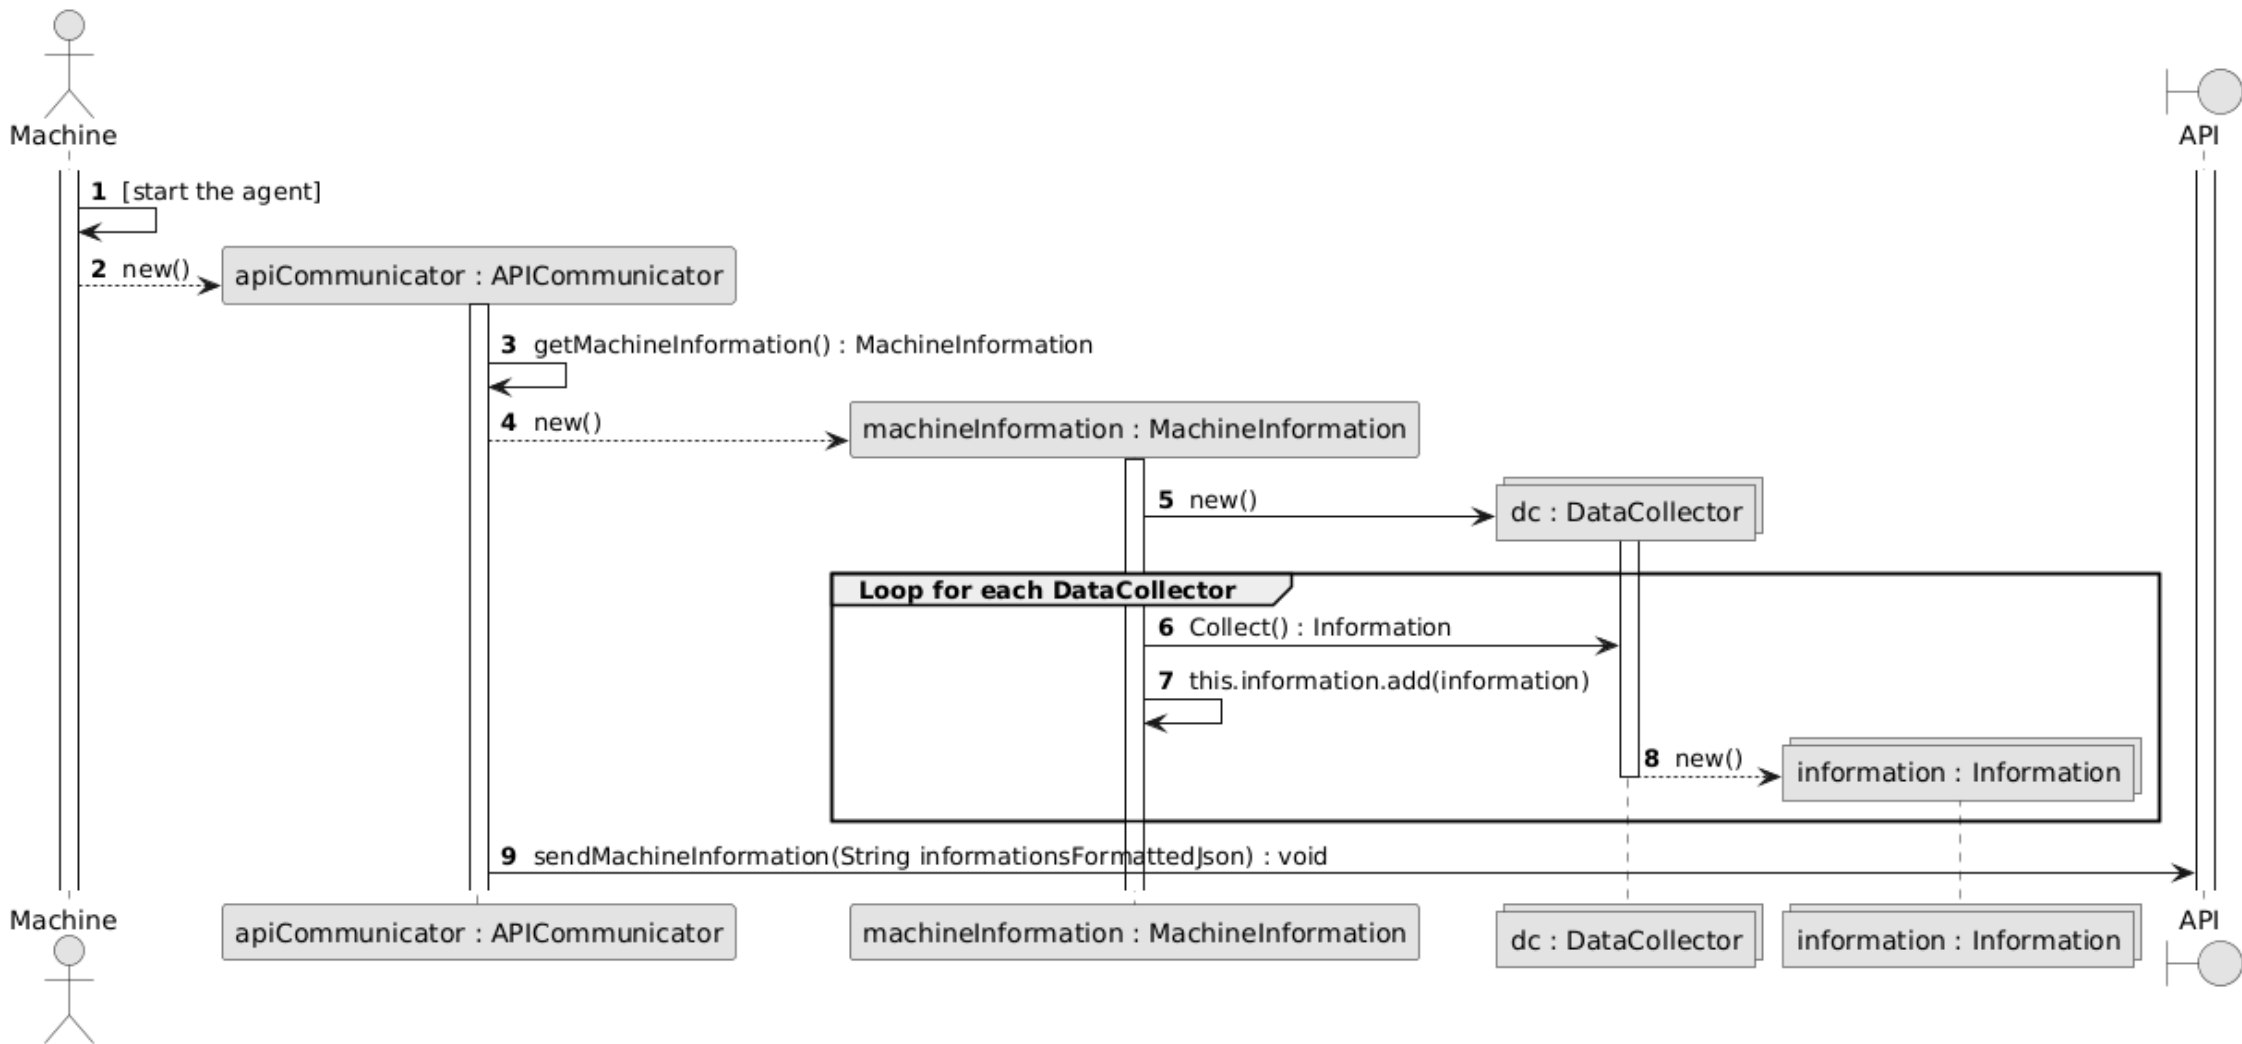 Machine
API
1 [start the agent]
2 new()
apiCommunicator : APICommunicator
3 getMachineInformation() : MachineInformation
4 new()
machineInformation : MachineInformation
5 new()
dc : DataCollector
Loop for each DataCollector
6 Collect() : Information
7 this.information.add(information)
8 new()
information : Information
9 sendMachineInformation(String informationsFormattedJson) : void
Machine
apiCommunicator : APICommunicator
machineInformation : MachineInformation
dc : DataCollector
information : Information
API